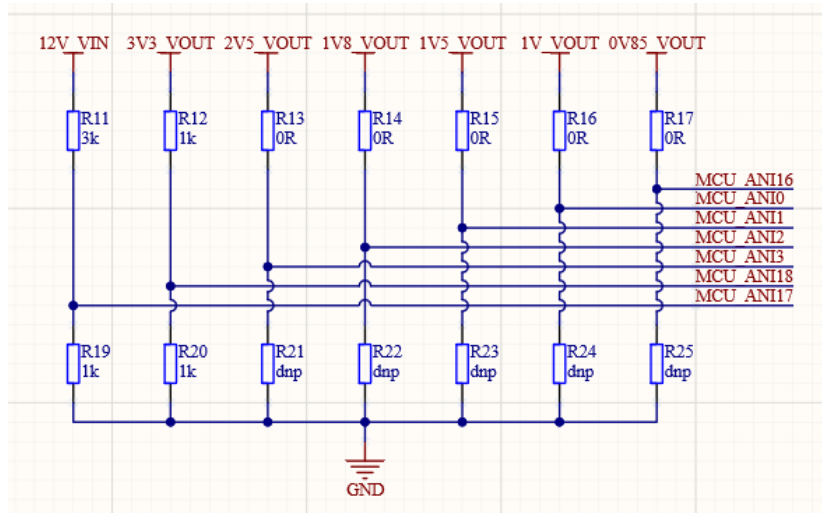 12V_VIN 3V3_VOUT 2V5_VOUT 1V8_VOUT 1V5_VOUT 1V_VOUT 0V85_VOUT
R11 R12 R13 R14 R15 R16 R17
3k 1k 0R 0R 0R 0R 0R
MCU_ANI16
MCU_ANI0
MCU_ANI1
MCU_ANI2
MCU_ANI3
MCU_ANI18
MCU_ANI17
R19 R20 R21 R22 R23 R24 R25
1k 1k dnp dnp dnp dnp dnp
GND